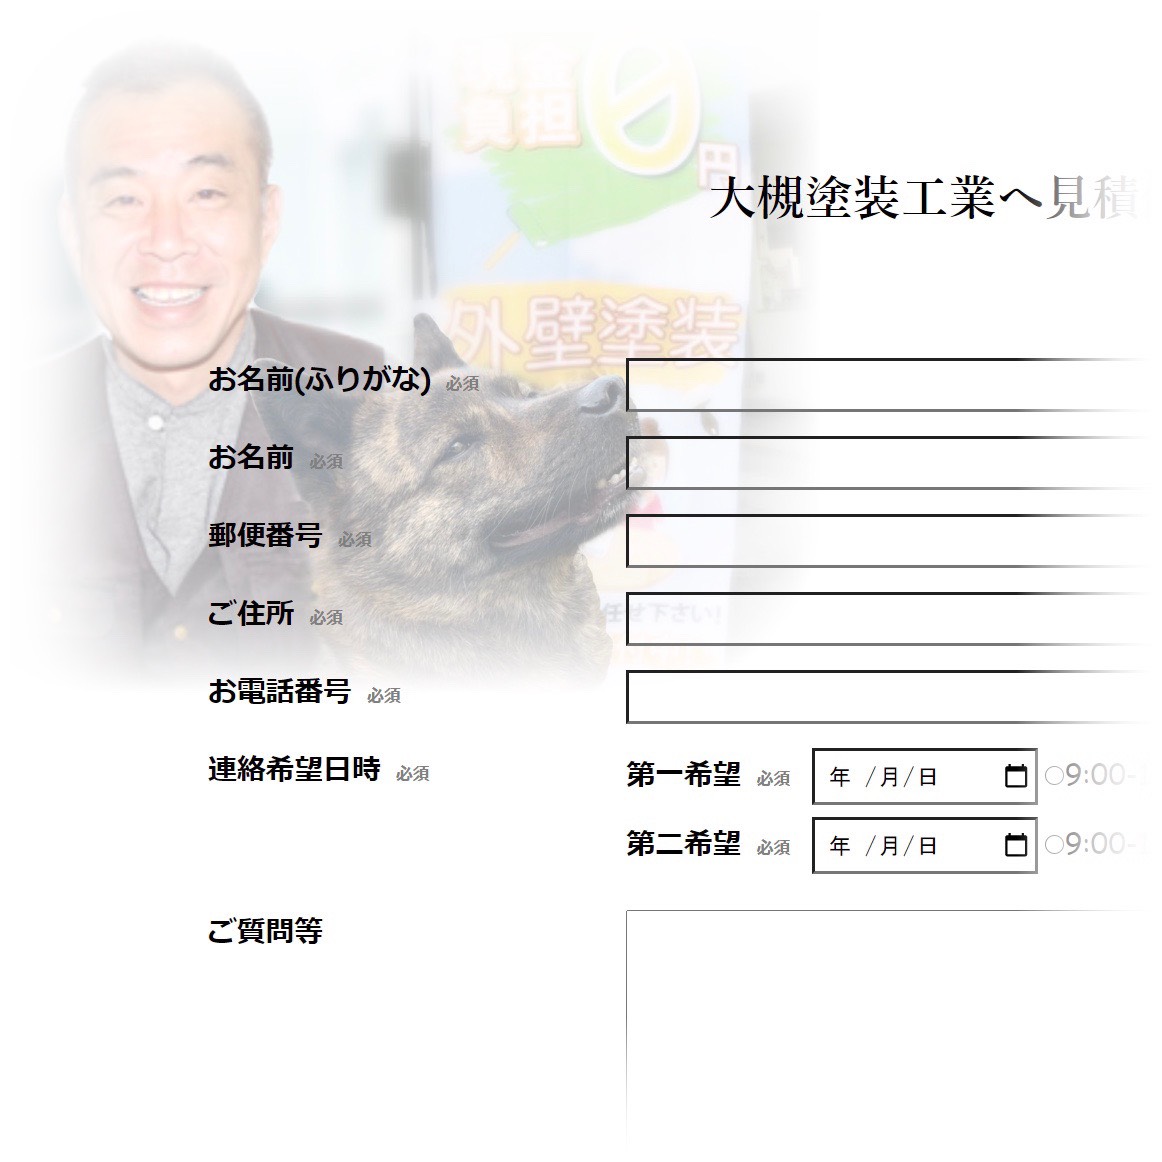 負担
円
大槻塗装工業へ見積
外壁塗装
お名前(ふりがな) 必須
お名前 必須
郵便番号 必須
ご住所 必須
任せ下さい!
お電話番号 必須
連絡希望日時 必須
第一希望 必須 年 /月/日 9:00-
第二希望 必須 年 /月/日 9:00-
ご質問等